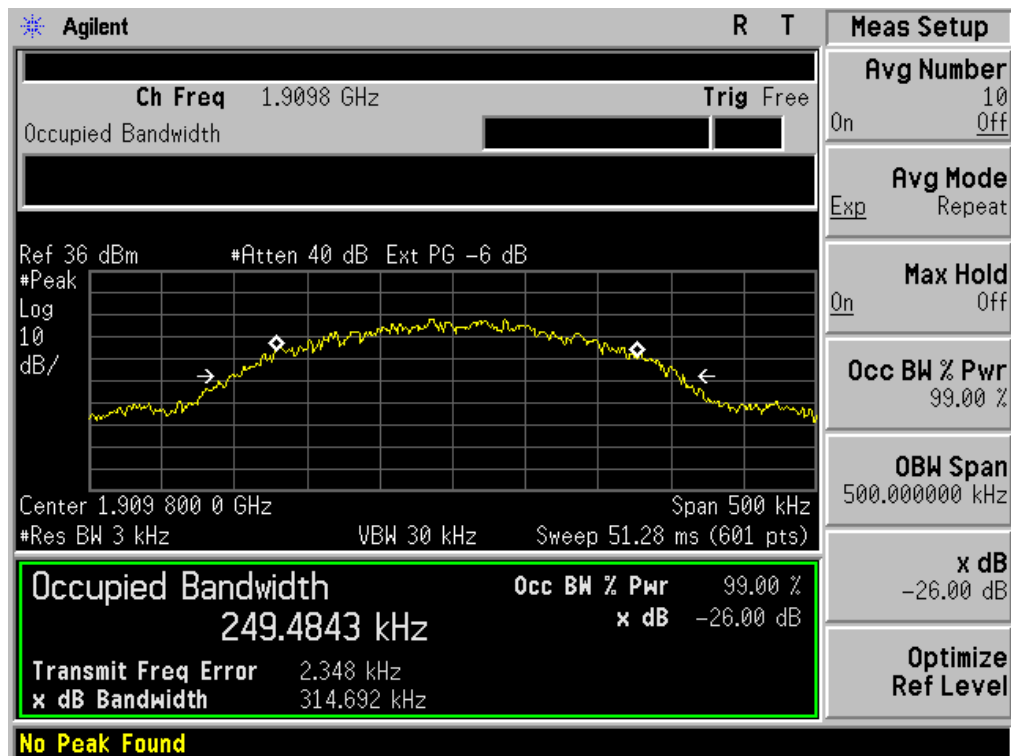 Agilent R T
Ch Freq 1.9098 GHz Trig Free
Occupied Bandwidth
Ref 36 dBm #Atten 40 dB Ext PG -6 dB
#Peak
Log
10
dB/
Center 1.909 800 0 GHz Span 500 kHz
#Res BW 3 kHz VBW 30 kHz Sweep 51.28 ms (601 pts)
Occupied Bandwidth Occ BW % Pwr 99.00 %
249.4843 kHz x dB -26.00 dB
Transmit Freq Error 2.348 kHz
x dB Bandwidth 314.692 kHz
No Peak Found
Meas Setup
Avg Number
10
On Off
Avg Mode
Exp Repeat
Max Hold
On Off
Occ BW % Pwr
99.00 %
OBW Span
500.000000 kHz
x dB
-26.00 dB
Optimize
Ref Level